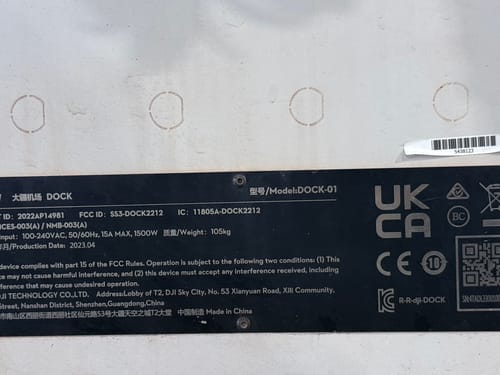 5438123
大疆机场 DOCK
型号/Model:DOCK-01
ID: 2022AP14981 FCC ID: SS3-DOCK2212 IC: 11805A-DOCK2212
ICES-003(A) / NMB-003(A)
Input: 100-240VAC, 50/60Hz, 15A MAX, 1500W 质量/Weight: 105kg
月/Production Date: 2023.04
device complies with part 15 of the FCC Rules. Operation is subject to the following two conditions: (1) This
may not cause harmful interference, and (2) this device must accept any interference received, including
interference that may cause undesired operation.
DJI TECHNOLOGY CO.,LTD. Address:Lobby of T2, DJI Sky City, No. 53 Xianyuan Road, Xili Community,
Street, Nanshan District, Shenzhen,Guangdong,China.
市南山区西丽街道西丽社区仙元路53号大疆天空之城T2大堂 中国制造 Made in China
UK
CA
BC
CE
10
R-R-dji-DOCK